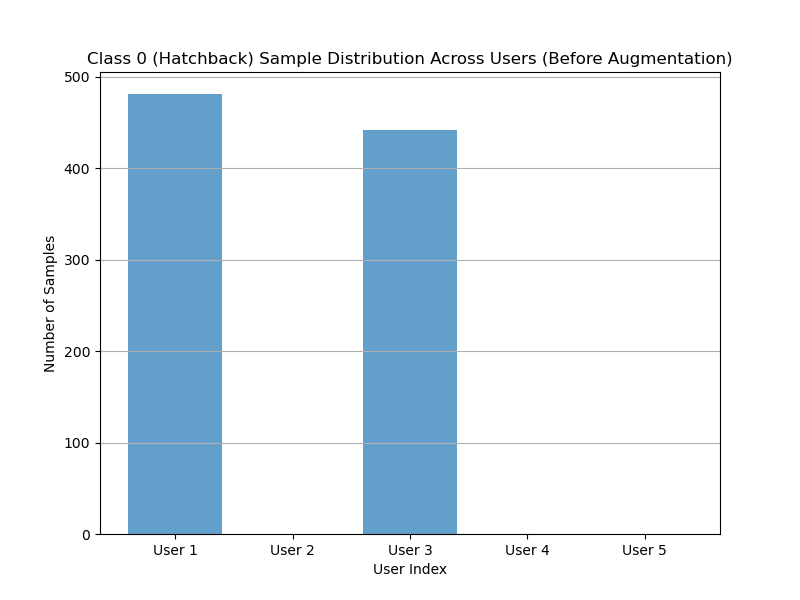 Class 0 (Hatchback) Sample Distribution Across Users (Before Augmentation)
500
400
300
200
100
0
Number of Samples
User 1 User 2 User 3 User 4 User 5
User Index